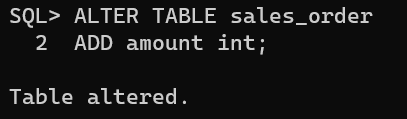 SQL> ALTER TABLE sales_order
  2  ADD amount int;
Table altered.